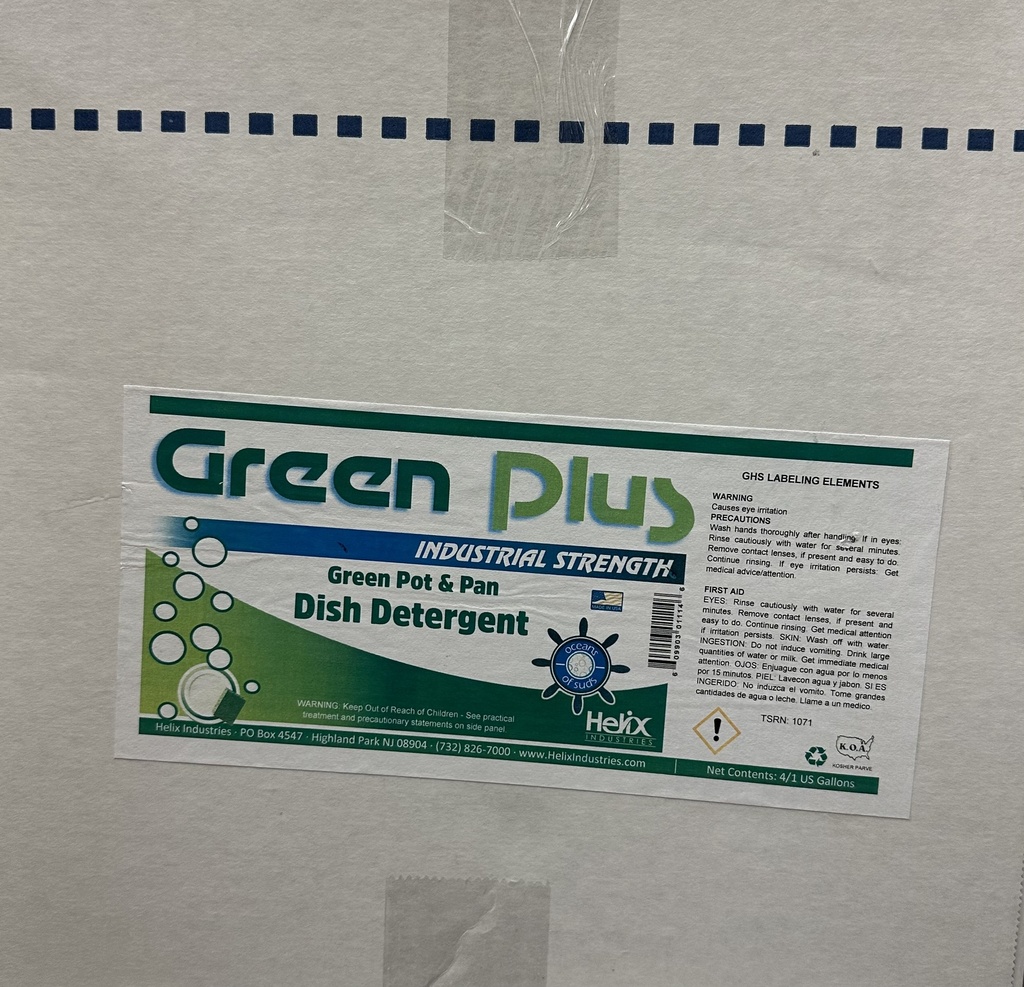 Green Plus
INDUSTRIAL STRENGTH
Green Pot & Pan
Dish Detergent
MADE IN USA
oceans
of suds
Helix
INDUSTRIES
WARNING: Keep Out of Reach of Children - See practical
treatment and precautionary statements on side panel.
Helix Industries · PO Box 4547 · Highland Park NJ 08904 · (732) 826-7000 · www.HelixIndustries.com
6 09903 01114 6
GHS LABELING ELEMENTS
WARNING
Causes eye irritation
PRECAUTIONS
Wash hands thoroughly after handling. If in eyes:
Rinse cautiously with water for several minutes.
Remove contact lenses, if present and easy to do.
Continue rinsing. If eye irritation persists: Get
medical advice/attention.
FIRST AID
EYES: Rinse cautiously with water for several
minutes. Remove contact lenses, if present and
easy to do. Continue rinsing. Get medical attention
if irritation persists. SKIN: Wash off with water.
INGESTION: Do not induce vomiting. Drink large
quantities of water or milk. Get immediate medical
attention. OJOS: Enjuague con agua por lo menos
por 15 minutos. PIEL: Lavecon agua y jabon. SI ES
INGERIDO: No induzca el vomito. Tome grandes
cantidades de agua o leche. Llame a un medico.
TSRN: 1071
K.O.A.
KOSHER PARVE
Net Contents: 4/1 US Gallons